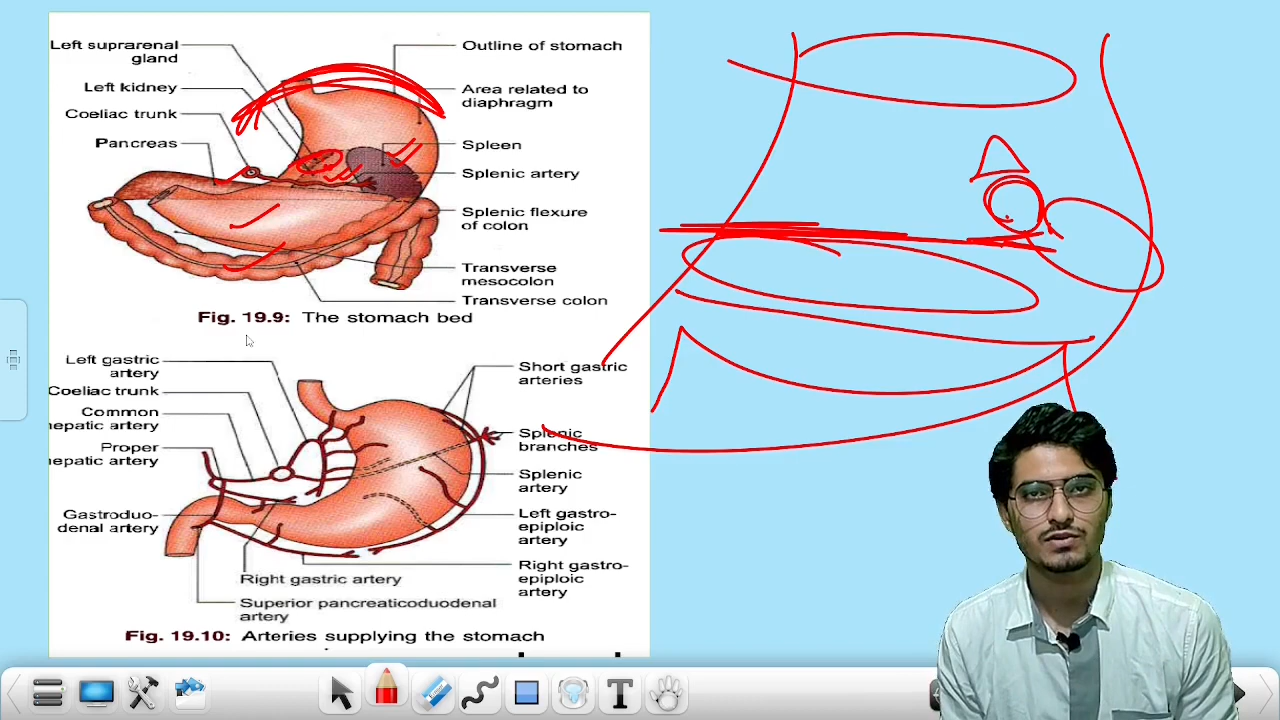 Left suprarenal
gland
Left kidney
Coeliac trunk
Pancreas
Outline of stomach
Area related to
diaphragm
Spleen
Splenic artery
Splenic flexure
of colon
Transverse
mesocolon
Transverse colon
Fig. 19.9: The stomach bed
Left gastric
artery
Coeliac trunk
Common
hepatic artery
Proper
hepatic artery
Gastroduo-
denal artery
Short gastric
arteries
Splenic
branches
Splenic
artery
Left gastro-
epiploic
artery
Right gastro-
epiploic
artery
Right gastric artery
Superior pancreaticoduodenal
artery
Fig. 19.10: Arteries supplying the stomach